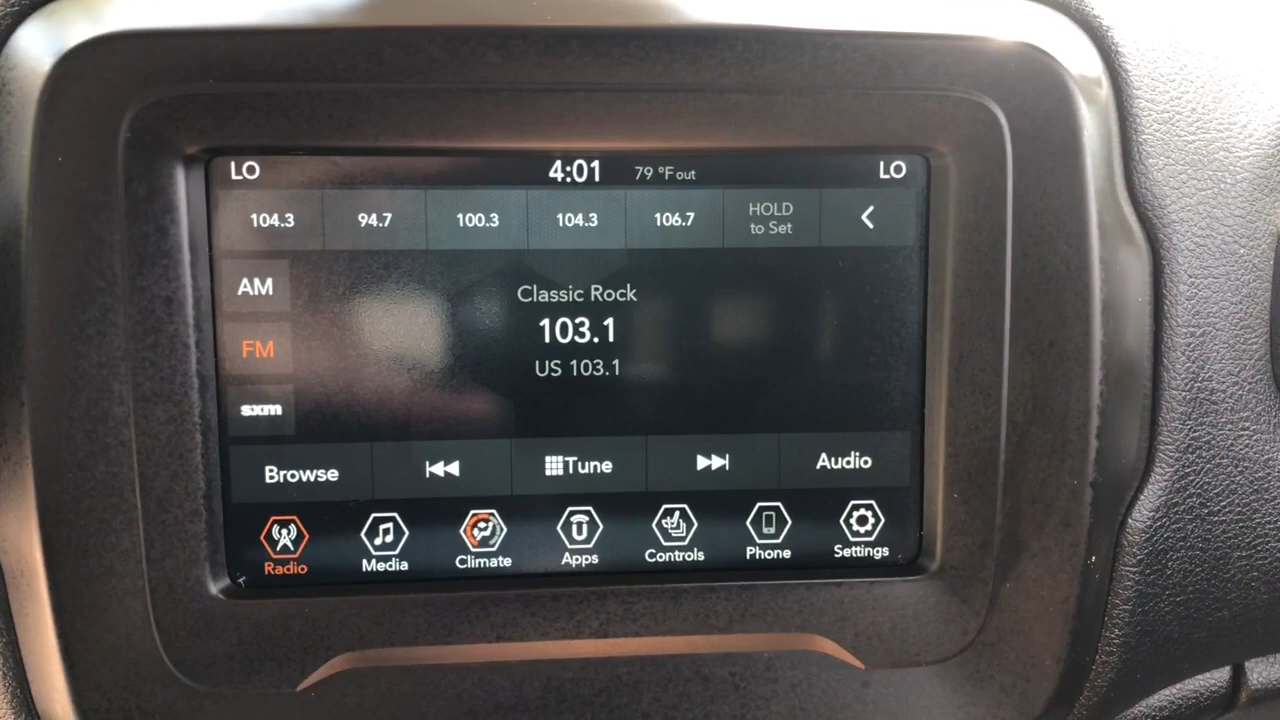 LO 4:01 79 °F out LO
104.3 94.7 100.3 104.3 106.7 HOLD
to Set
AM
Classic Rock
103.1
FM
US 103.1
sxm
Browse Tune Audio
Radio Media Climate Apps Controls Phone Settings